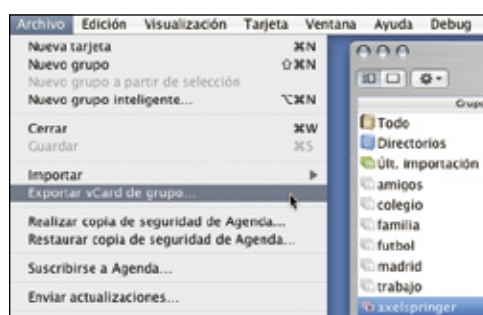 Archivo Edición Visualización Tarjeta Ventana Ayuda Debug
Nueva tarjeta ⌘N
Nuevo grupo ⇧⌘N
Nuevo grupo a partir de selección
Nuevo grupo inteligente... ⌥⌘N
Cerrar ⌘W
Guardar ⌘S
Importar
Exportar vCard de grupo...
Realizar copia de seguridad de Agenda...
Restaurar copia de seguridad de Agenda...
Suscribirse a Agenda...
Enviar actualizaciones...
Grupo
Todo
Directorios
Últ. importación
amigos
colegio
familia
futbol
madrid
trabajo
axelspringer